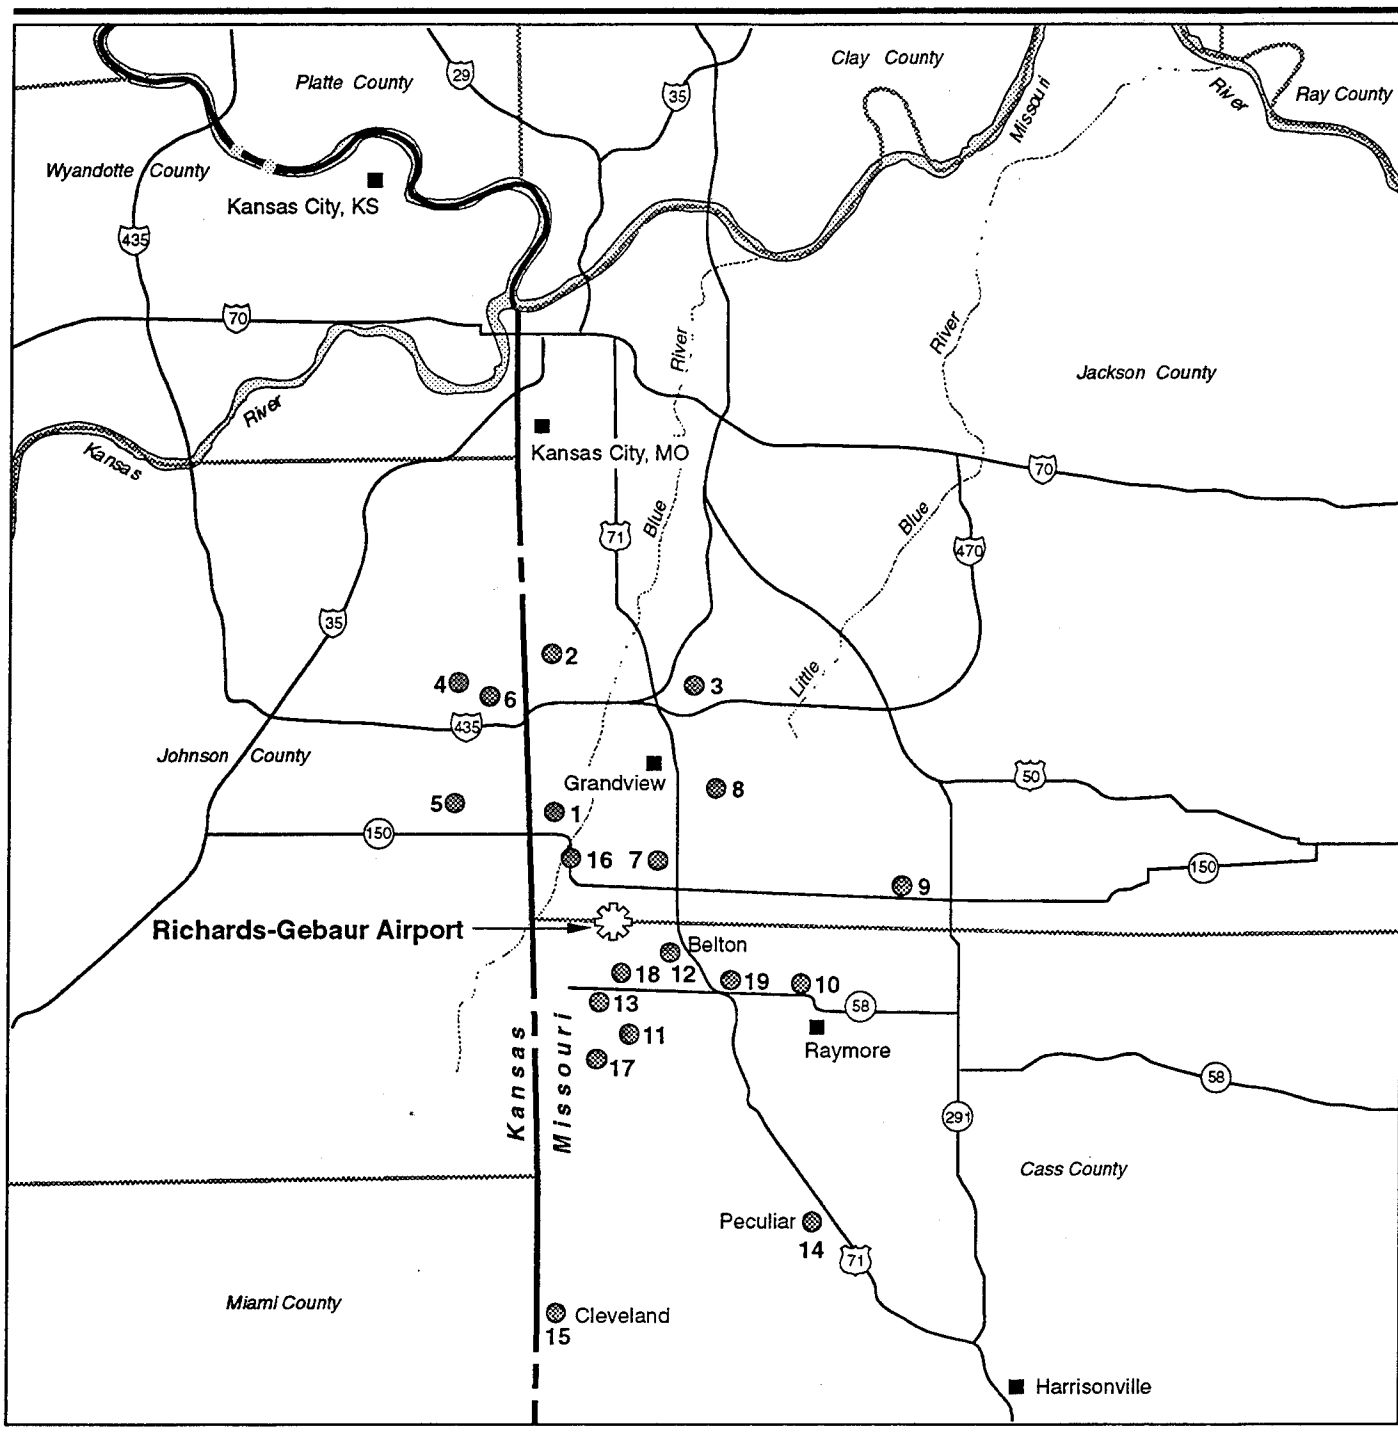 Platte County
29
35
Clay County
Missouri
River
Ray County
Wyandotte County
Kansas City, KS
435
70
River
River
Jackson County
River
Kansas
Kansas City, MO
70
Blue
71
Blue
470
35
2
4
6
3
Little
435
Johnson County
Grandview
50
8
5
1
150
16
7
150
9
Richards-Gebaur Airport
Belton
18
12
19
10
13
58
11
Raymore
17
Kansas
Missouri
58
291
Cass County
Peculiar
14
71
Miami County
Cleveland
15
Harrisonville